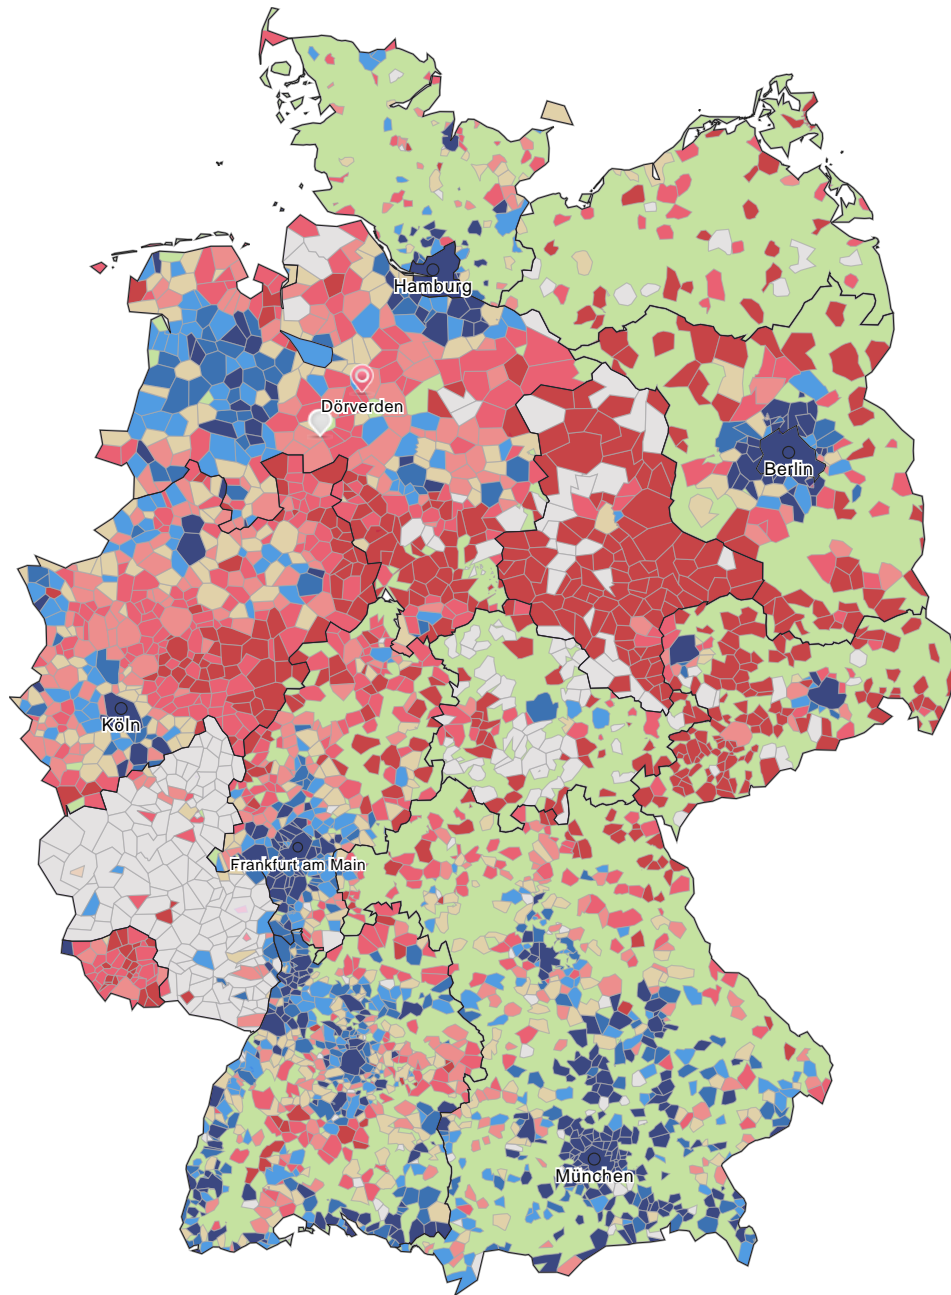 Hamburg
Dörverden
Berlin
Köln
Frankfurt am Main
München